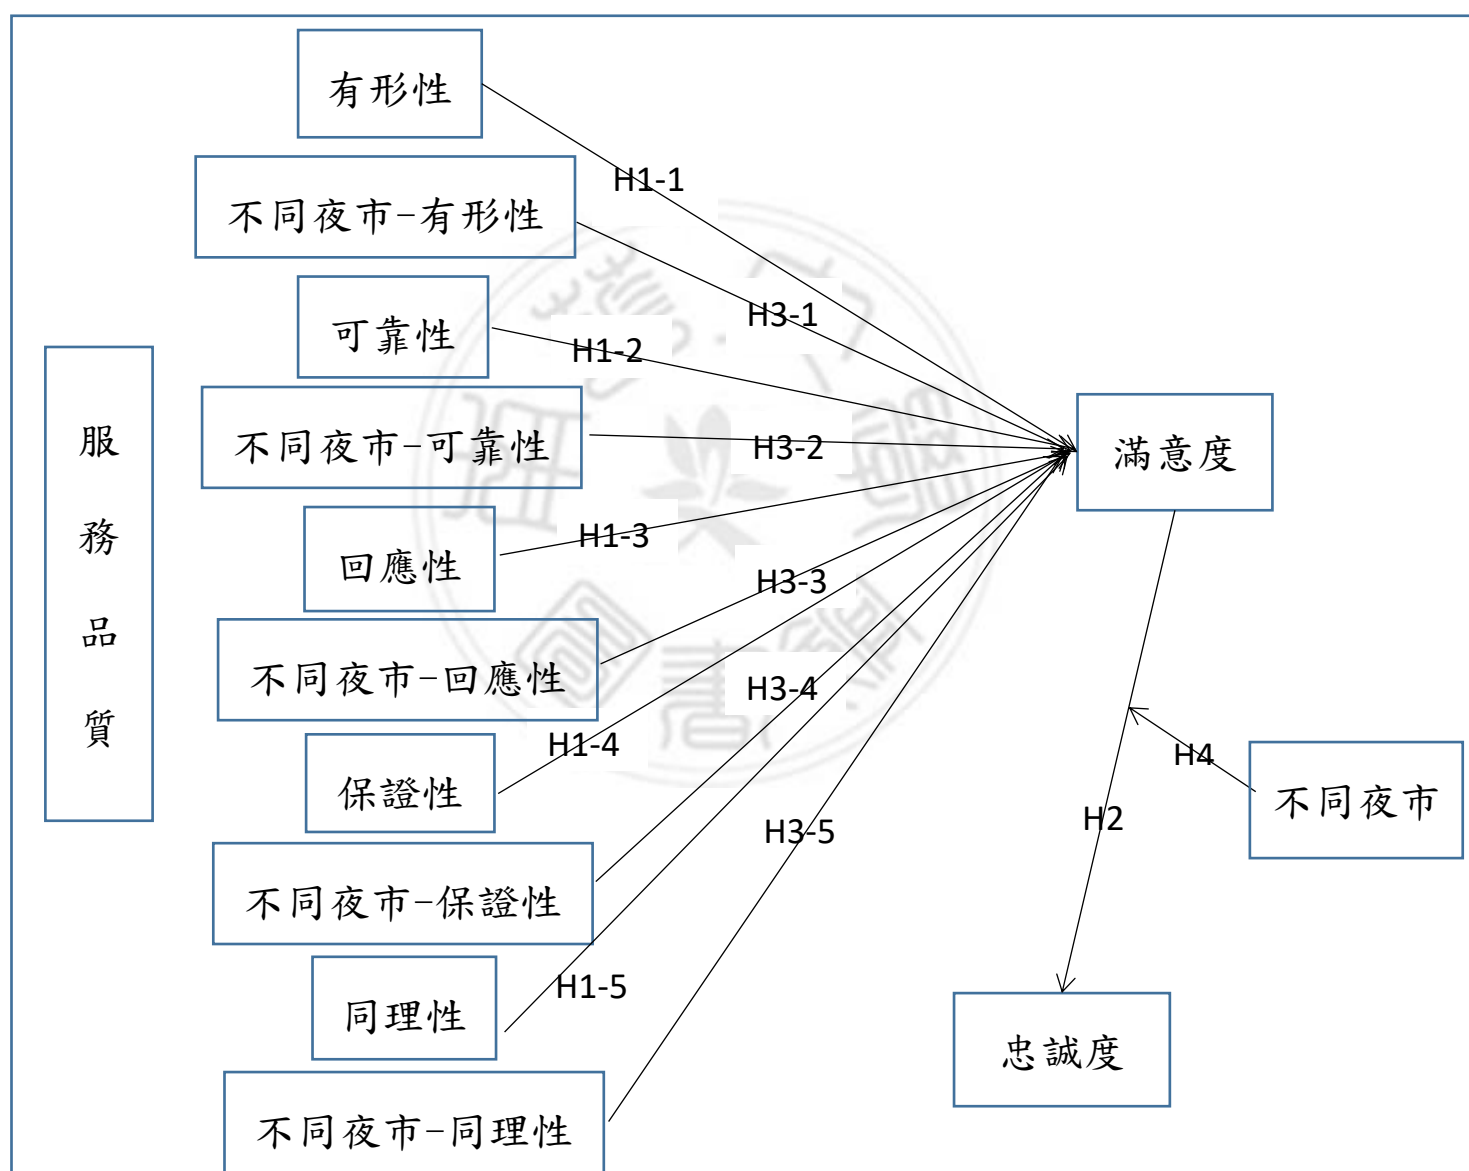 有形性
H1-1
不同夜市-有形性
H3-1
可靠性
H1-2
不同夜市-可靠性
H3-2
服務品質
滿意度
回應性
H1-3
H3-3
不同夜市-回應性
H3-4
保證性
H1-4
H4
不同夜市
H3-5
H2
不同夜市-保證性
同理性
H1-5
忠誠度
不同夜市-同理性